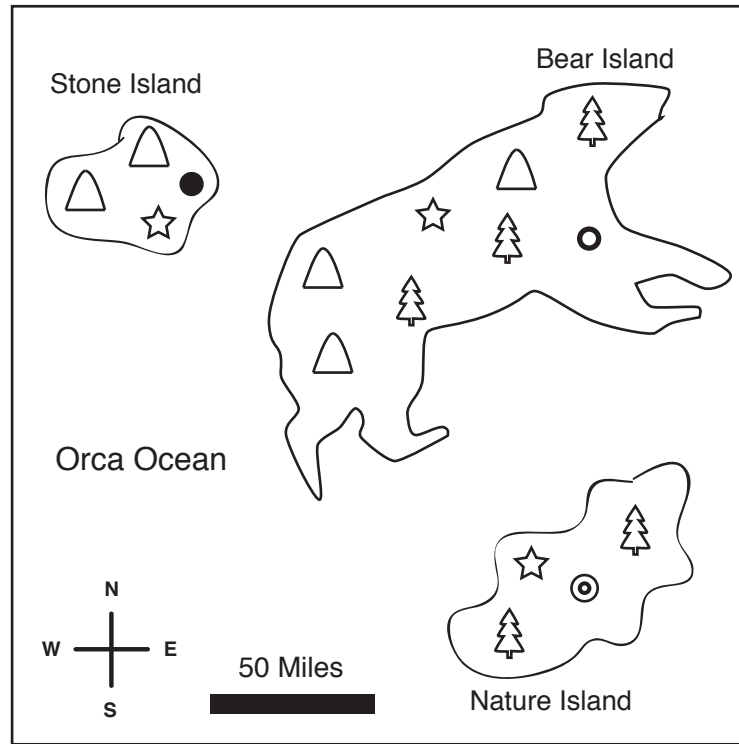 Bear Island
Stone Island
Orca Ocean
N
W E
S
50 Miles
Nature Island